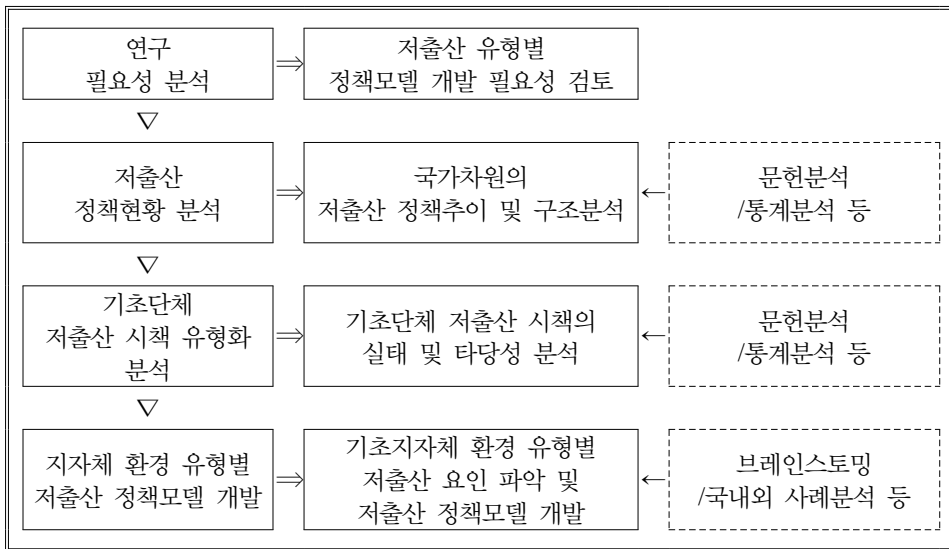 연구
필요성 분석
⇒
저출산 유형별
정책모델 개발 필요성 검토
▽
저출산
정책현황 분석
⇒
국가차원의
저출산 정책추이 및 구조분석
←
문헌분석
/통계분석 등
▽
기초단체
저출산 시책 유형화
분석
⇒
기초단체 저출산 시책의
실태 및 타당성 분석
←
문헌분석
/통계분석 등
▽
지자체 환경 유형별
저출산 정책모델 개발
⇒
기초지자체 환경 유형별
저출산 요인 파악 및
저출산 정책모델 개발
←
브레인스토밍
/국내외 사례분석 등